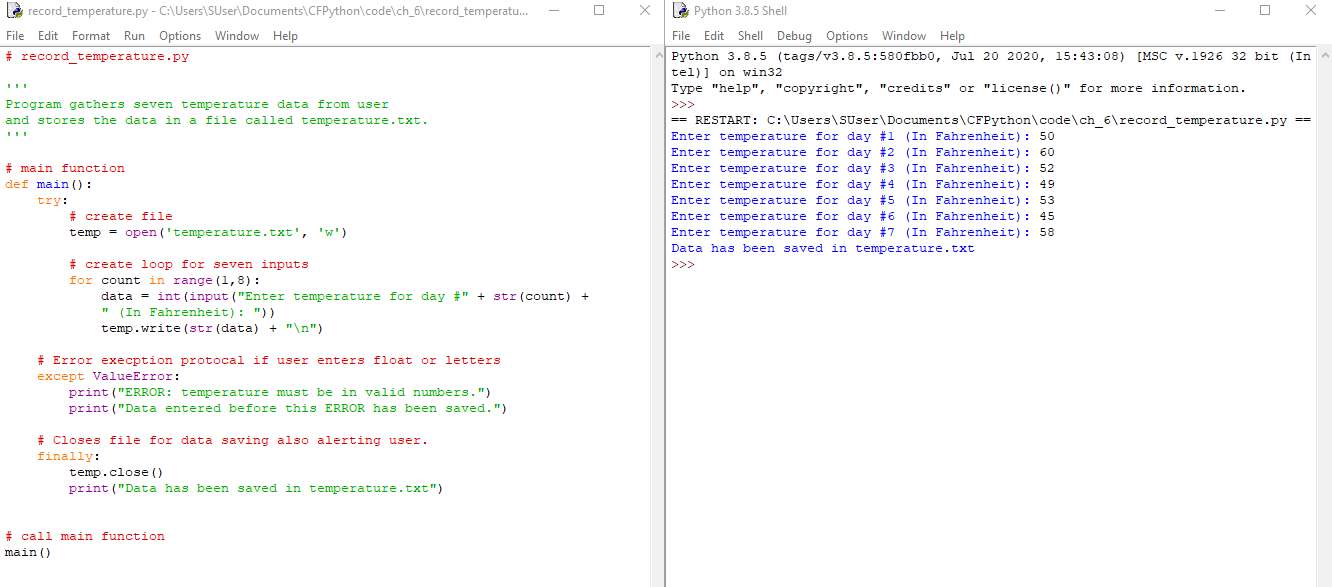 record_temperature.py - C:\Users\SUser\Documents\CFPython\code\ch_6\record_temperatu...
File Edit Format Run Options Window Help
# record_temperature.py
'''
Program gathers seven temperature data from user
and stores the data in a file called temperature.txt.
'''
# main function
def main():
    try:
        # create file
        temp = open('temperature.txt', 'w')
        # create loop for seven inputs
        for count in range(1,8):
            data = int(input("Enter temperature for day #" + str(count) +
            " (In Fahrenheit): "))
            temp.write(str(data) + "\n")
    # Error execption protocal if user enters float or letters
    except ValueError:
        print("ERROR: temperature must be in valid numbers.")
        print("Data entered before this ERROR has been saved.")
    # Closes file for data saving also alerting user.
    finally:
        temp.close()
        print("Data has been saved in temperature.txt")
# call main function
main()
Python 3.8.5 Shell
File Edit Shell Debug Options Window Help
Python 3.8.5 (tags/v3.8.5:580fbb0, Jul 20 2020, 15:43:08) [MSC v.1926 32 bit (In
tel)] on win32
Type "help", "copyright", "credits" or "license()" for more information.
>>>
== RESTART: C:\Users\SUser\Documents\CFPython\code\ch_6\record_temperature.py ==
Enter temperature for day #1 (In Fahrenheit): 50
Enter temperature for day #2 (In Fahrenheit): 60
Enter temperature for day #3 (In Fahrenheit): 52
Enter temperature for day #4 (In Fahrenheit): 49
Enter temperature for day #5 (In Fahrenheit): 53
Enter temperature for day #6 (In Fahrenheit): 45
Enter temperature for day #7 (In Fahrenheit): 58
Data has been saved in temperature.txt
>>>